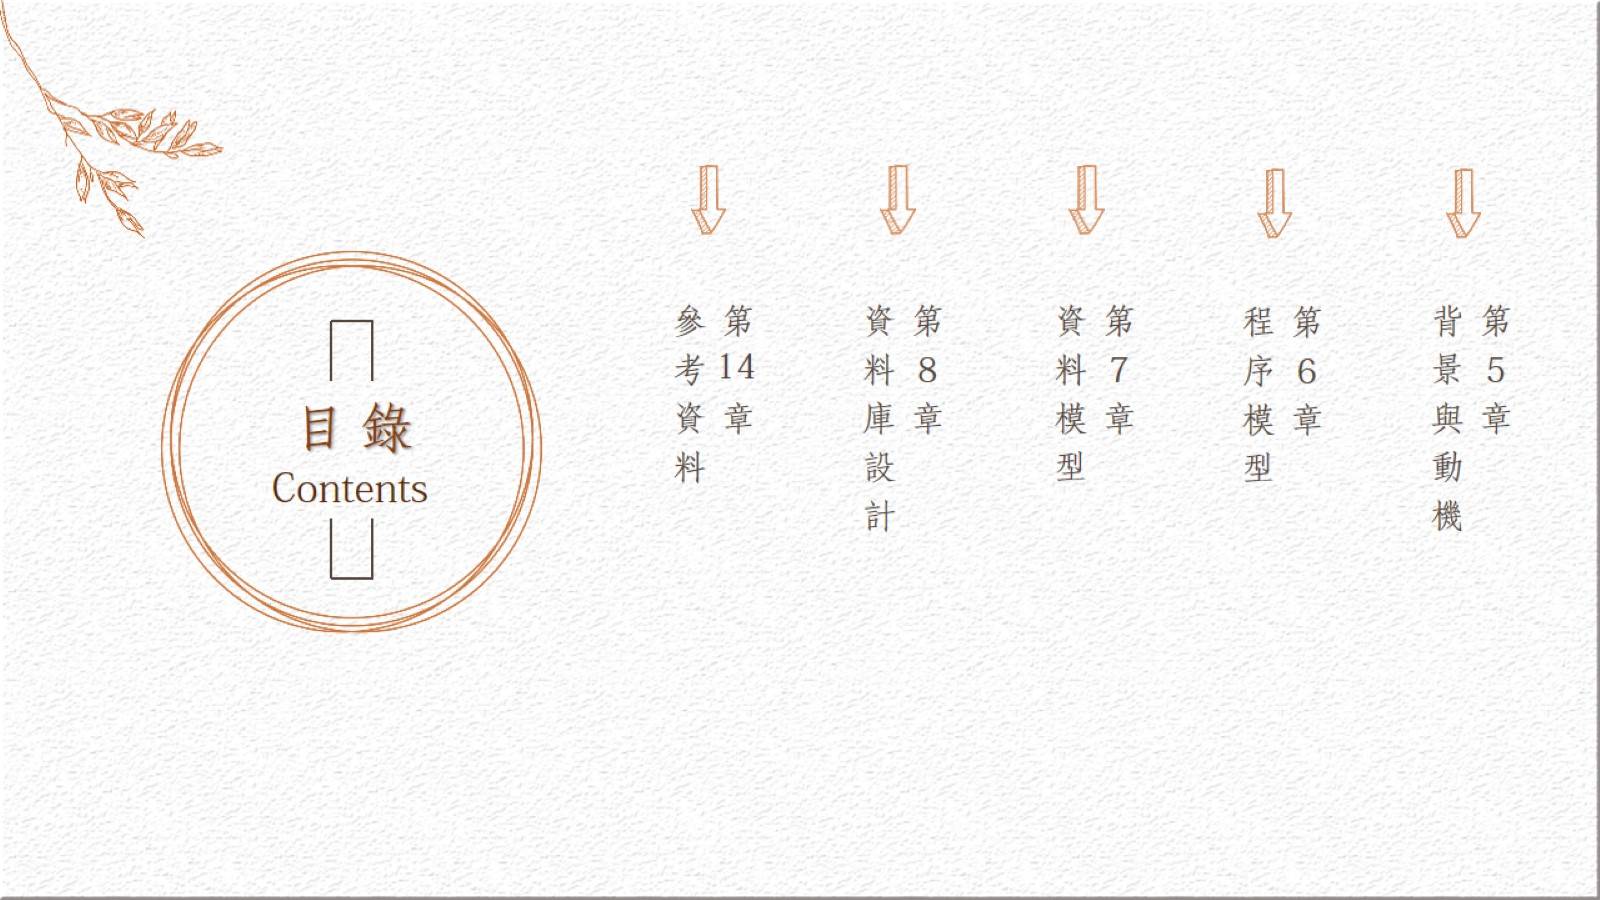 目錄
Contents
第5章
背景與動機
第6章
程序模型
第7章
資料模型
第8章
資料庫設計
第14章
參考資料